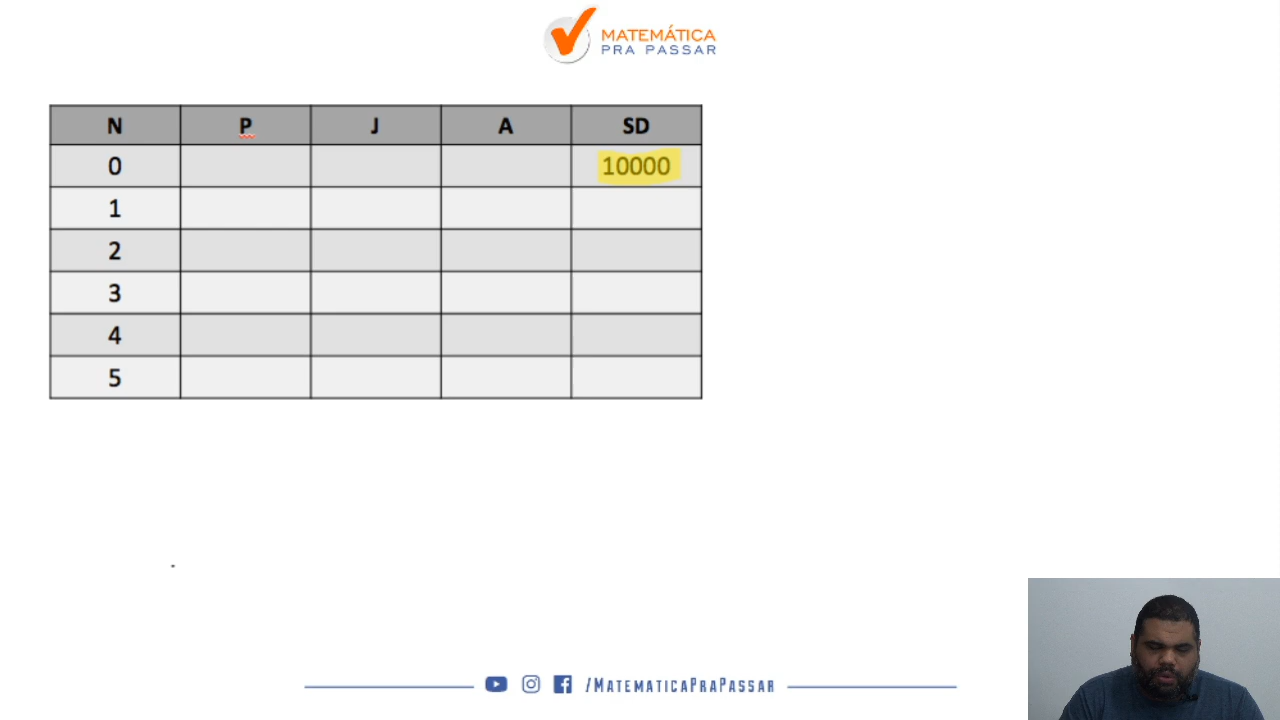 MATEMÁTICA
PRA PASSAR
N P J A SD
0 10000
1
2
3
4
5
/MATEMATICAPRAPASSAR